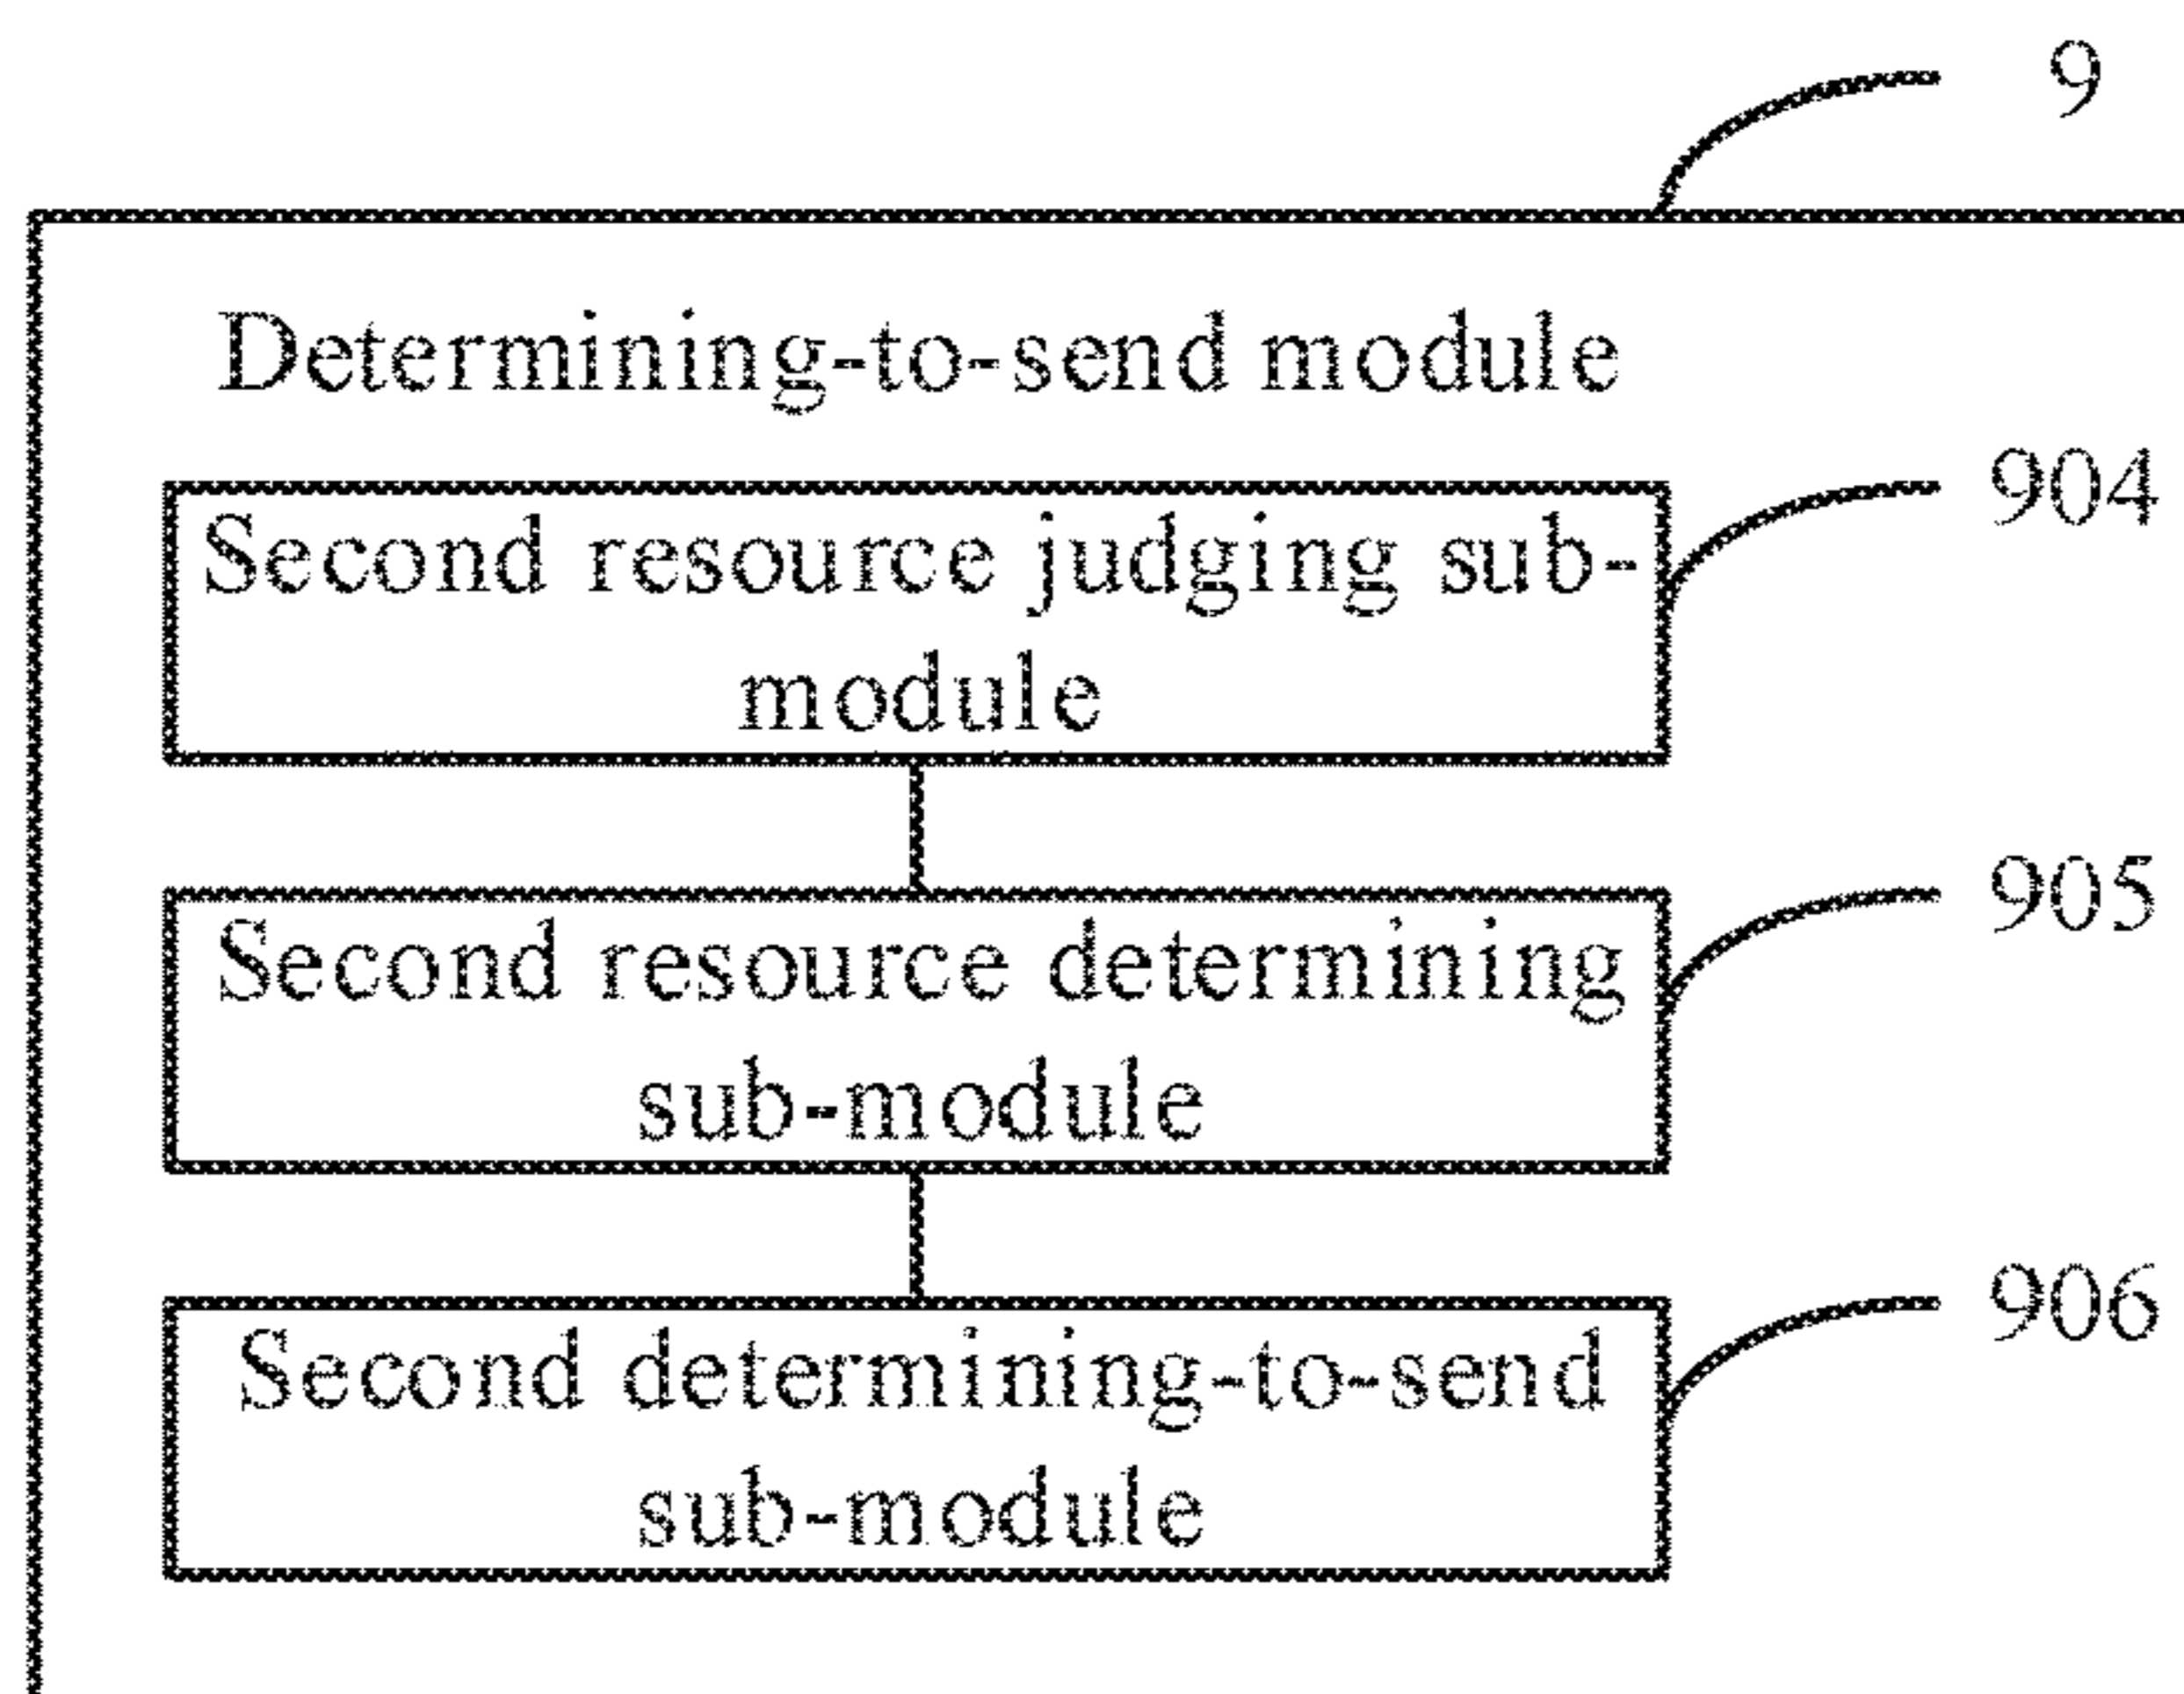 9
Determining-to-send module
904
Second resource judging sub-
module
905
Second resource determining
sub-module
906
Second determining-to-send
sub-module